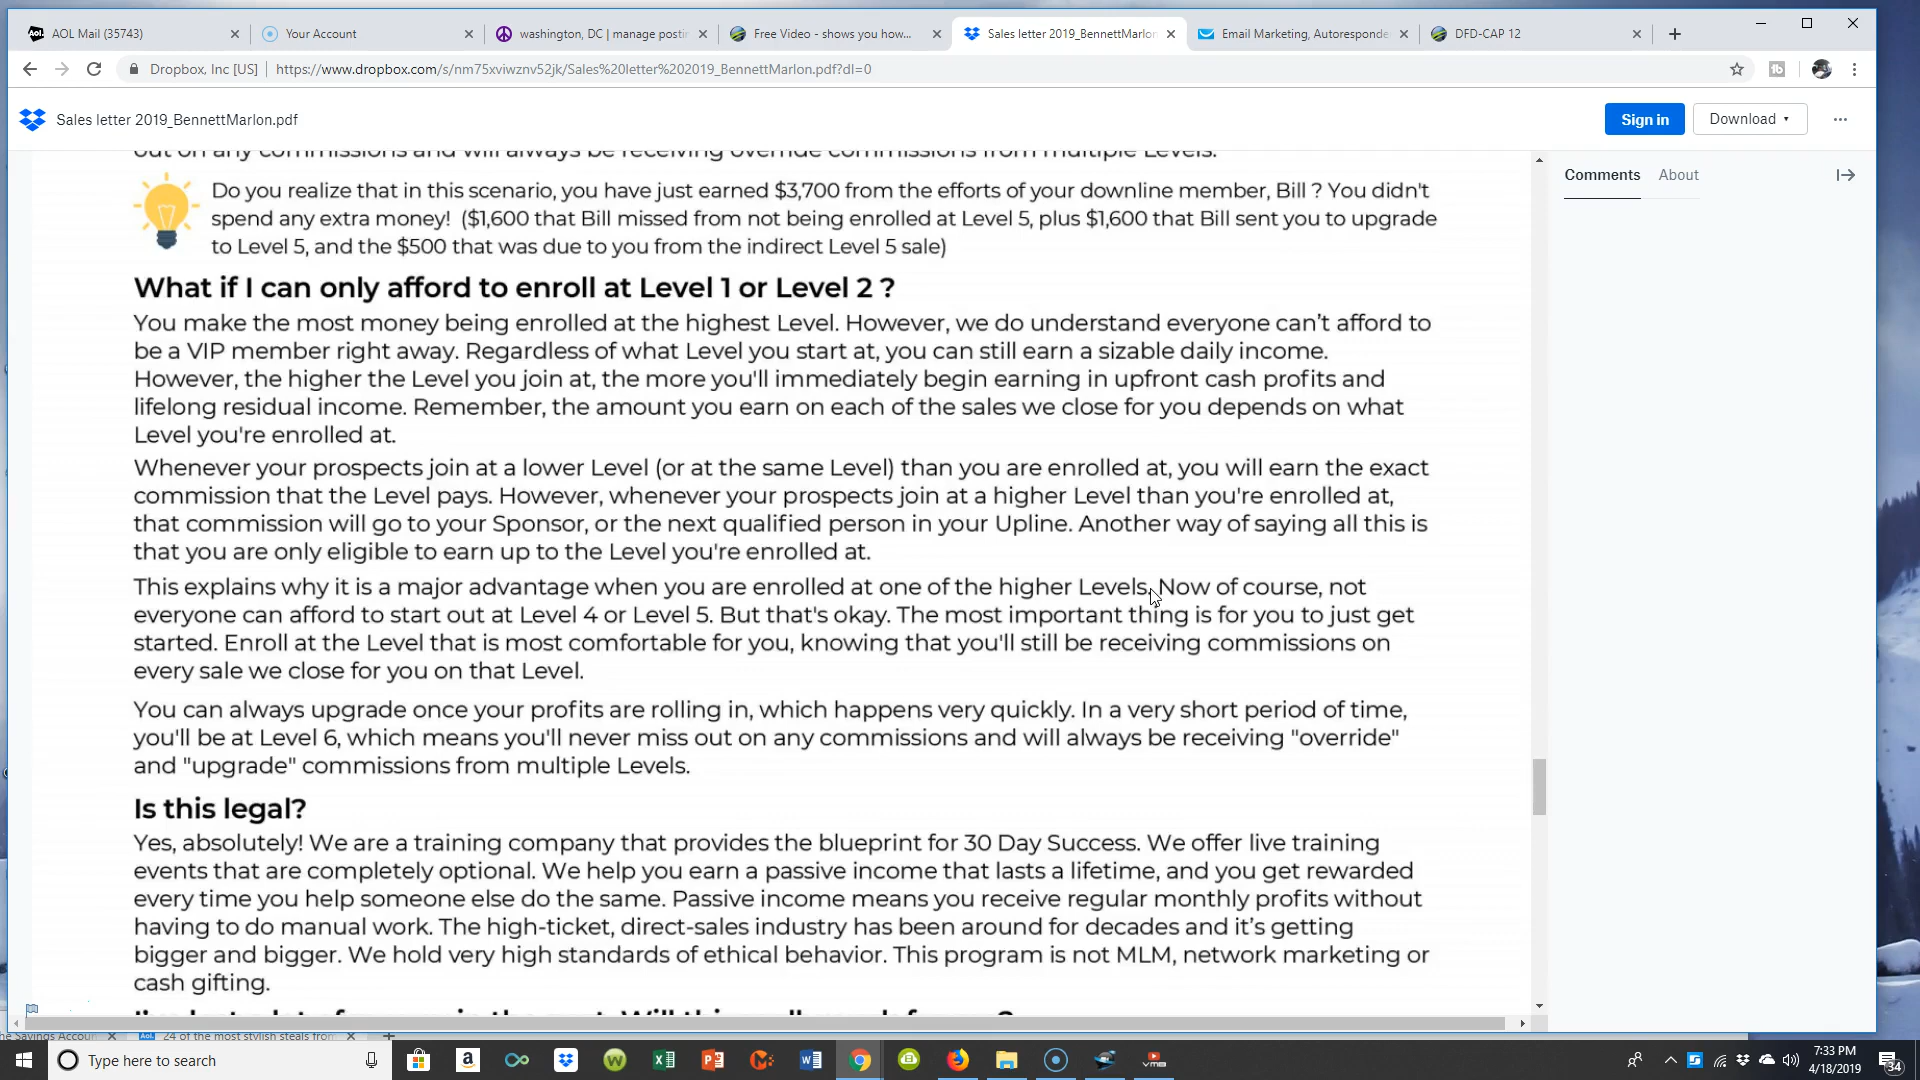 AOL Mail (35743)
Your Account
washington, DC | manage postin
Free Video - shows you how...
Sales letter 2019_BennettMarlon
Email Marketing, Autoresponde
DFD-CAP 12
Dropbox, Inc [US] | https://www.dropbox.com/s/nm75xviwznv52jk/Sales%20letter%202019_BennettMarlon.pdf?dl=0
Sales letter 2019_BennettMarlon.pdf
Sign in
Download
Comments
About
out on any commissions and will always be receiving override commissions from multiple Levels.
Do you realize that in this scenario, you have just earned $3,700 from the efforts of your downline member, Bill ? You didn't
spend any extra money! ($1,600 that Bill missed from not being enrolled at Level 5, plus $1,600 that Bill sent you to upgrade
to Level 5, and the $500 that was due to you from the indirect Level 5 sale)
What if I can only afford to enroll at Level 1 or Level 2 ?
You make the most money being enrolled at the highest Level. However, we do understand everyone can't afford to
be a VIP member right away. Regardless of what Level you start at, you can still earn a sizable daily income.
However, the higher the Level you join at, the more you'll immediately begin earning in upfront cash profits and
lifelong residual income. Remember, the amount you earn on each of the sales we close for you depends on what
Level you're enrolled at.
Whenever your prospects join at a lower Level (or at the same Level) than you are enrolled at, you will earn the exact
commission that the Level pays. However, whenever your prospects join at a higher Level than you're enrolled at,
that commission will go to your Sponsor, or the next qualified person in your Upline. Another way of saying all this is
that you are only eligible to earn up to the Level you're enrolled at.
This explains why it is a major advantage when you are enrolled at one of the higher Levels. Now of course, not
everyone can afford to start out at Level 4 or Level 5. But that's okay. The most important thing is for you to just get
started. Enroll at the Level that is most comfortable for you, knowing that you'll still be receiving commissions on
every sale we close for you on that Level.
You can always upgrade once your profits are rolling in, which happens very quickly. In a very short period of time,
you'll be at Level 6, which means you'll never miss out on any commissions and will always be receiving "override"
and "upgrade" commissions from multiple Levels.
Is this legal?
Yes, absolutely! We are a training company that provides the blueprint for 30 Day Success. We offer live training
events that are completely optional. We help you earn a passive income that lasts a lifetime, and you get rewarded
every time you help someone else do the same. Passive income means you receive regular monthly profits without
having to do manual work. The high-ticket, direct-sales industry has been around for decades and it's getting
bigger and bigger. We hold very high standards of ethical behavior. This program is not MLM, network marketing or
cash gifting.
he Savings Accoun
24 of the most stylish steals from
Type here to search
7:33 PM
4/18/2019
34